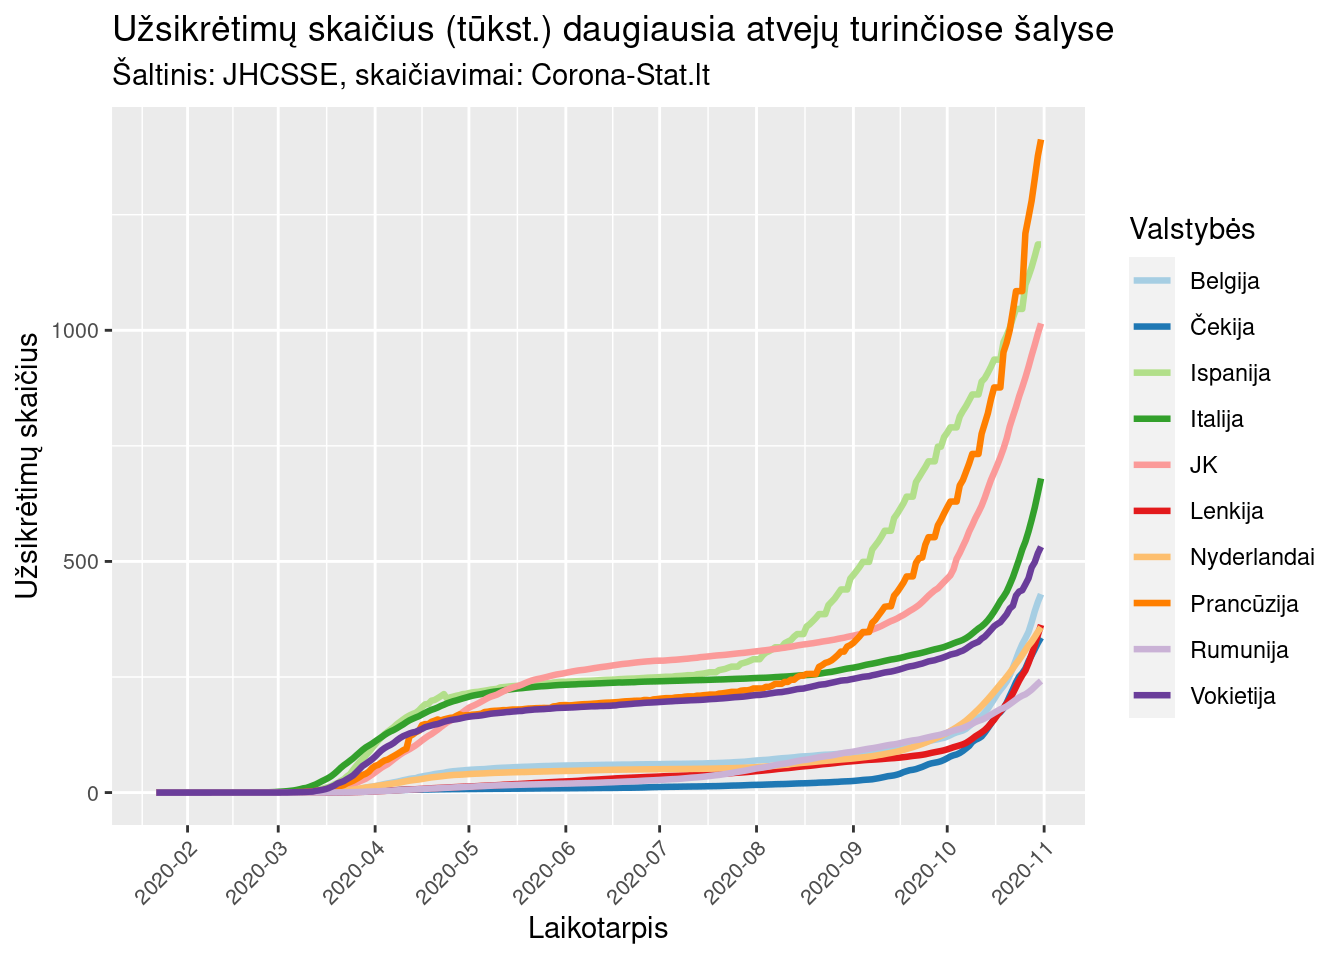 Užsikrėtimų skaičius (tūkst.) daugiausia atvejų turinčiose šalyse
Šaltinis: JHCSSE, skaičiavimai: Corona-Stat.lt
Užsikrėtimų skaičius
1000
500
0
2020-02
2020-03
2020-04
2020-05
2020-06
2020-07
2020-08
2020-09
2020-10
2020-11
Laikotarpis
Valstybės
Belgija
Čekija
Ispanija
Italija
JK
Lenkija
Nyderlandai
Prancūzija
Rumunija
Vokietija